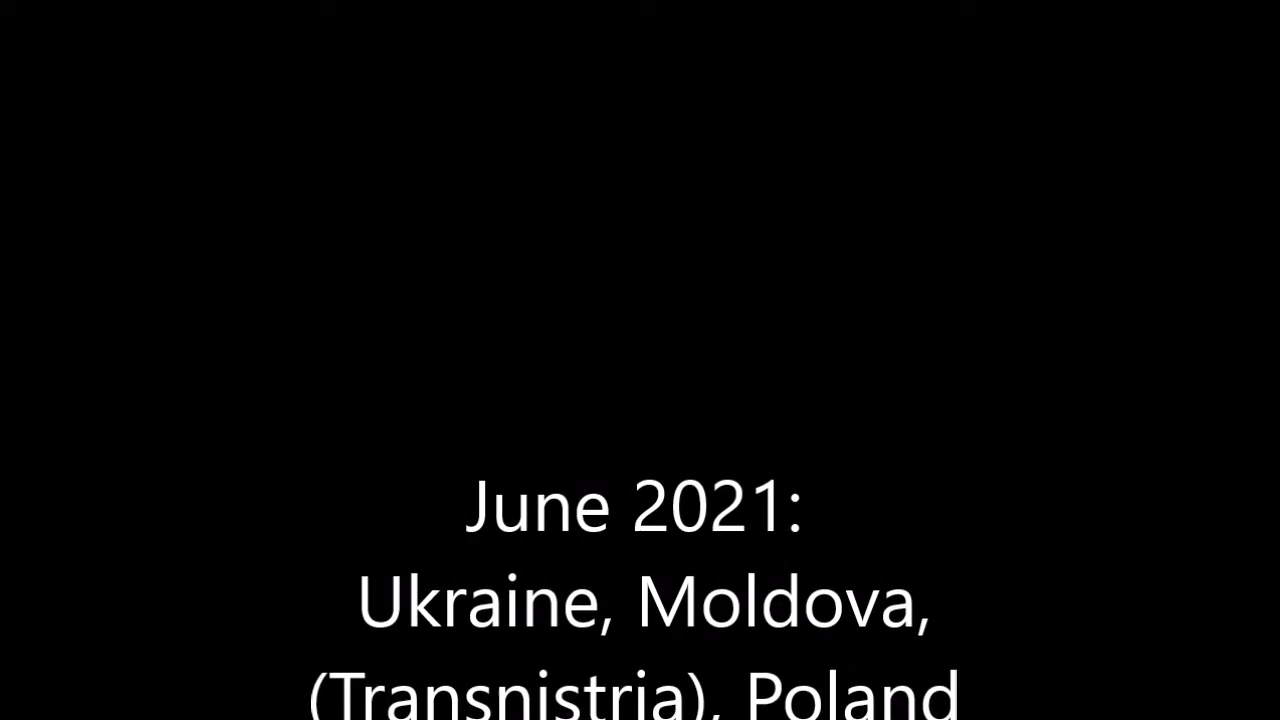 June 2021:
Ukraine, Moldova,
(Transnistria), Poland